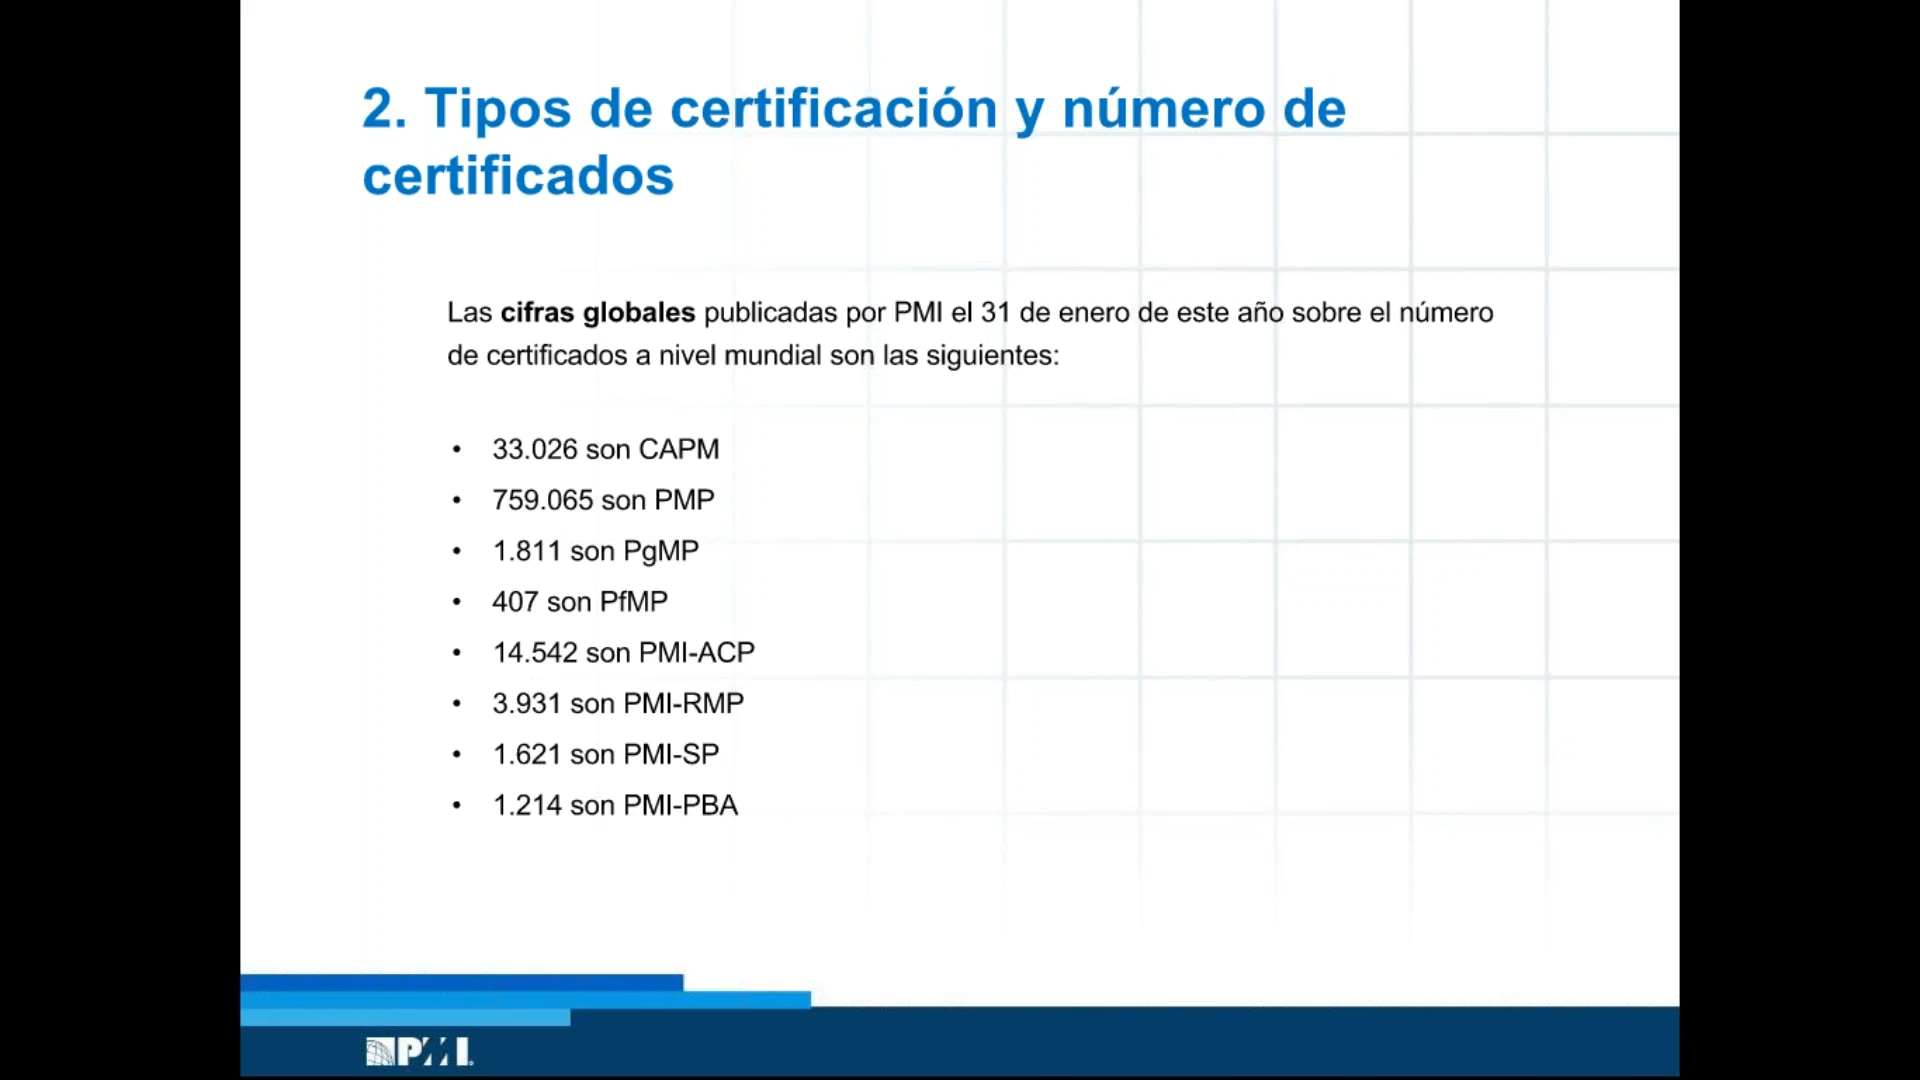 2. Tipos de certificación y número de
certificados
Las cifras globales publicadas por PMI el 31 de enero de este año sobre el número
de certificados a nivel mundial son las siguientes:
• 33.026 son CAPM
• 759.065 son PMP
• 1.811 son PgMP
• 407 son PfMP
• 14.542 son PMI-ACP
• 3.931 son PMI-RMP
• 1.621 son PMI-SP
• 1.214 son PMI-PBA
PMI